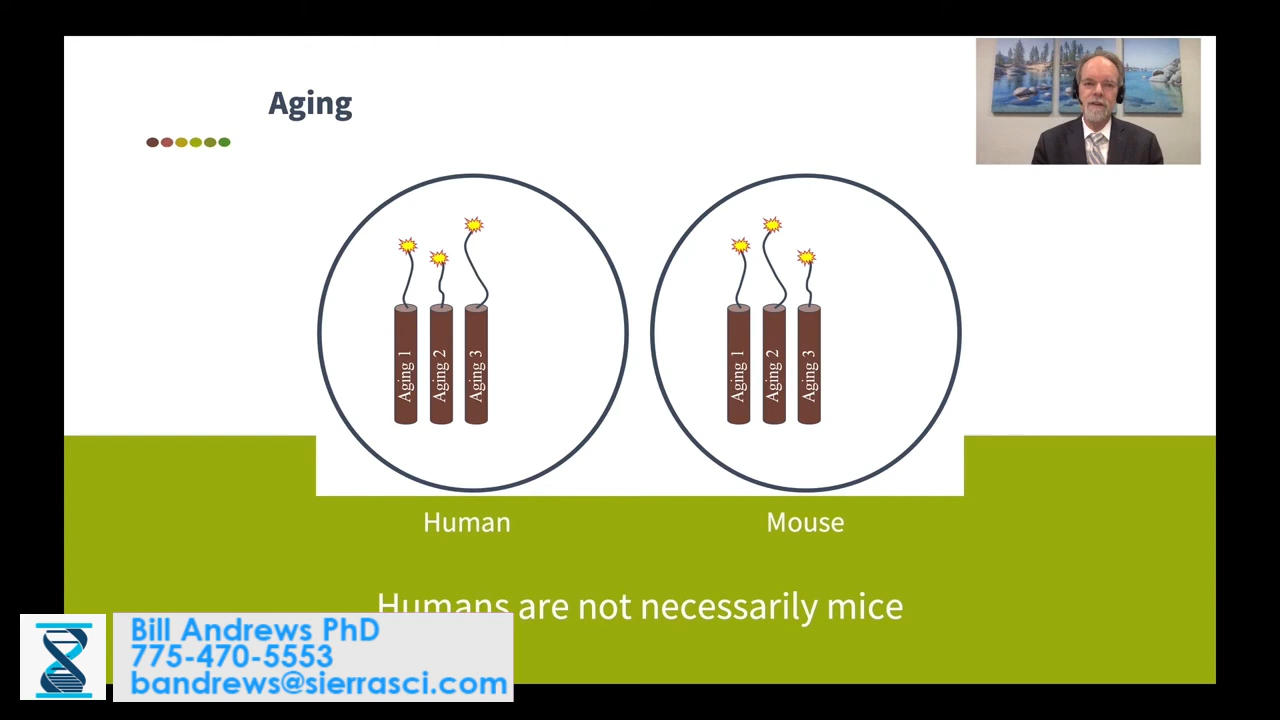 Aging
Aging 1
Aging 2
Aging 3
Aging 1
Aging 2
Aging 3
Human
Mouse
Humans are not necessarily mice
Bill Andrews PhD
775-470-5553
bandrews@sierrasci.com